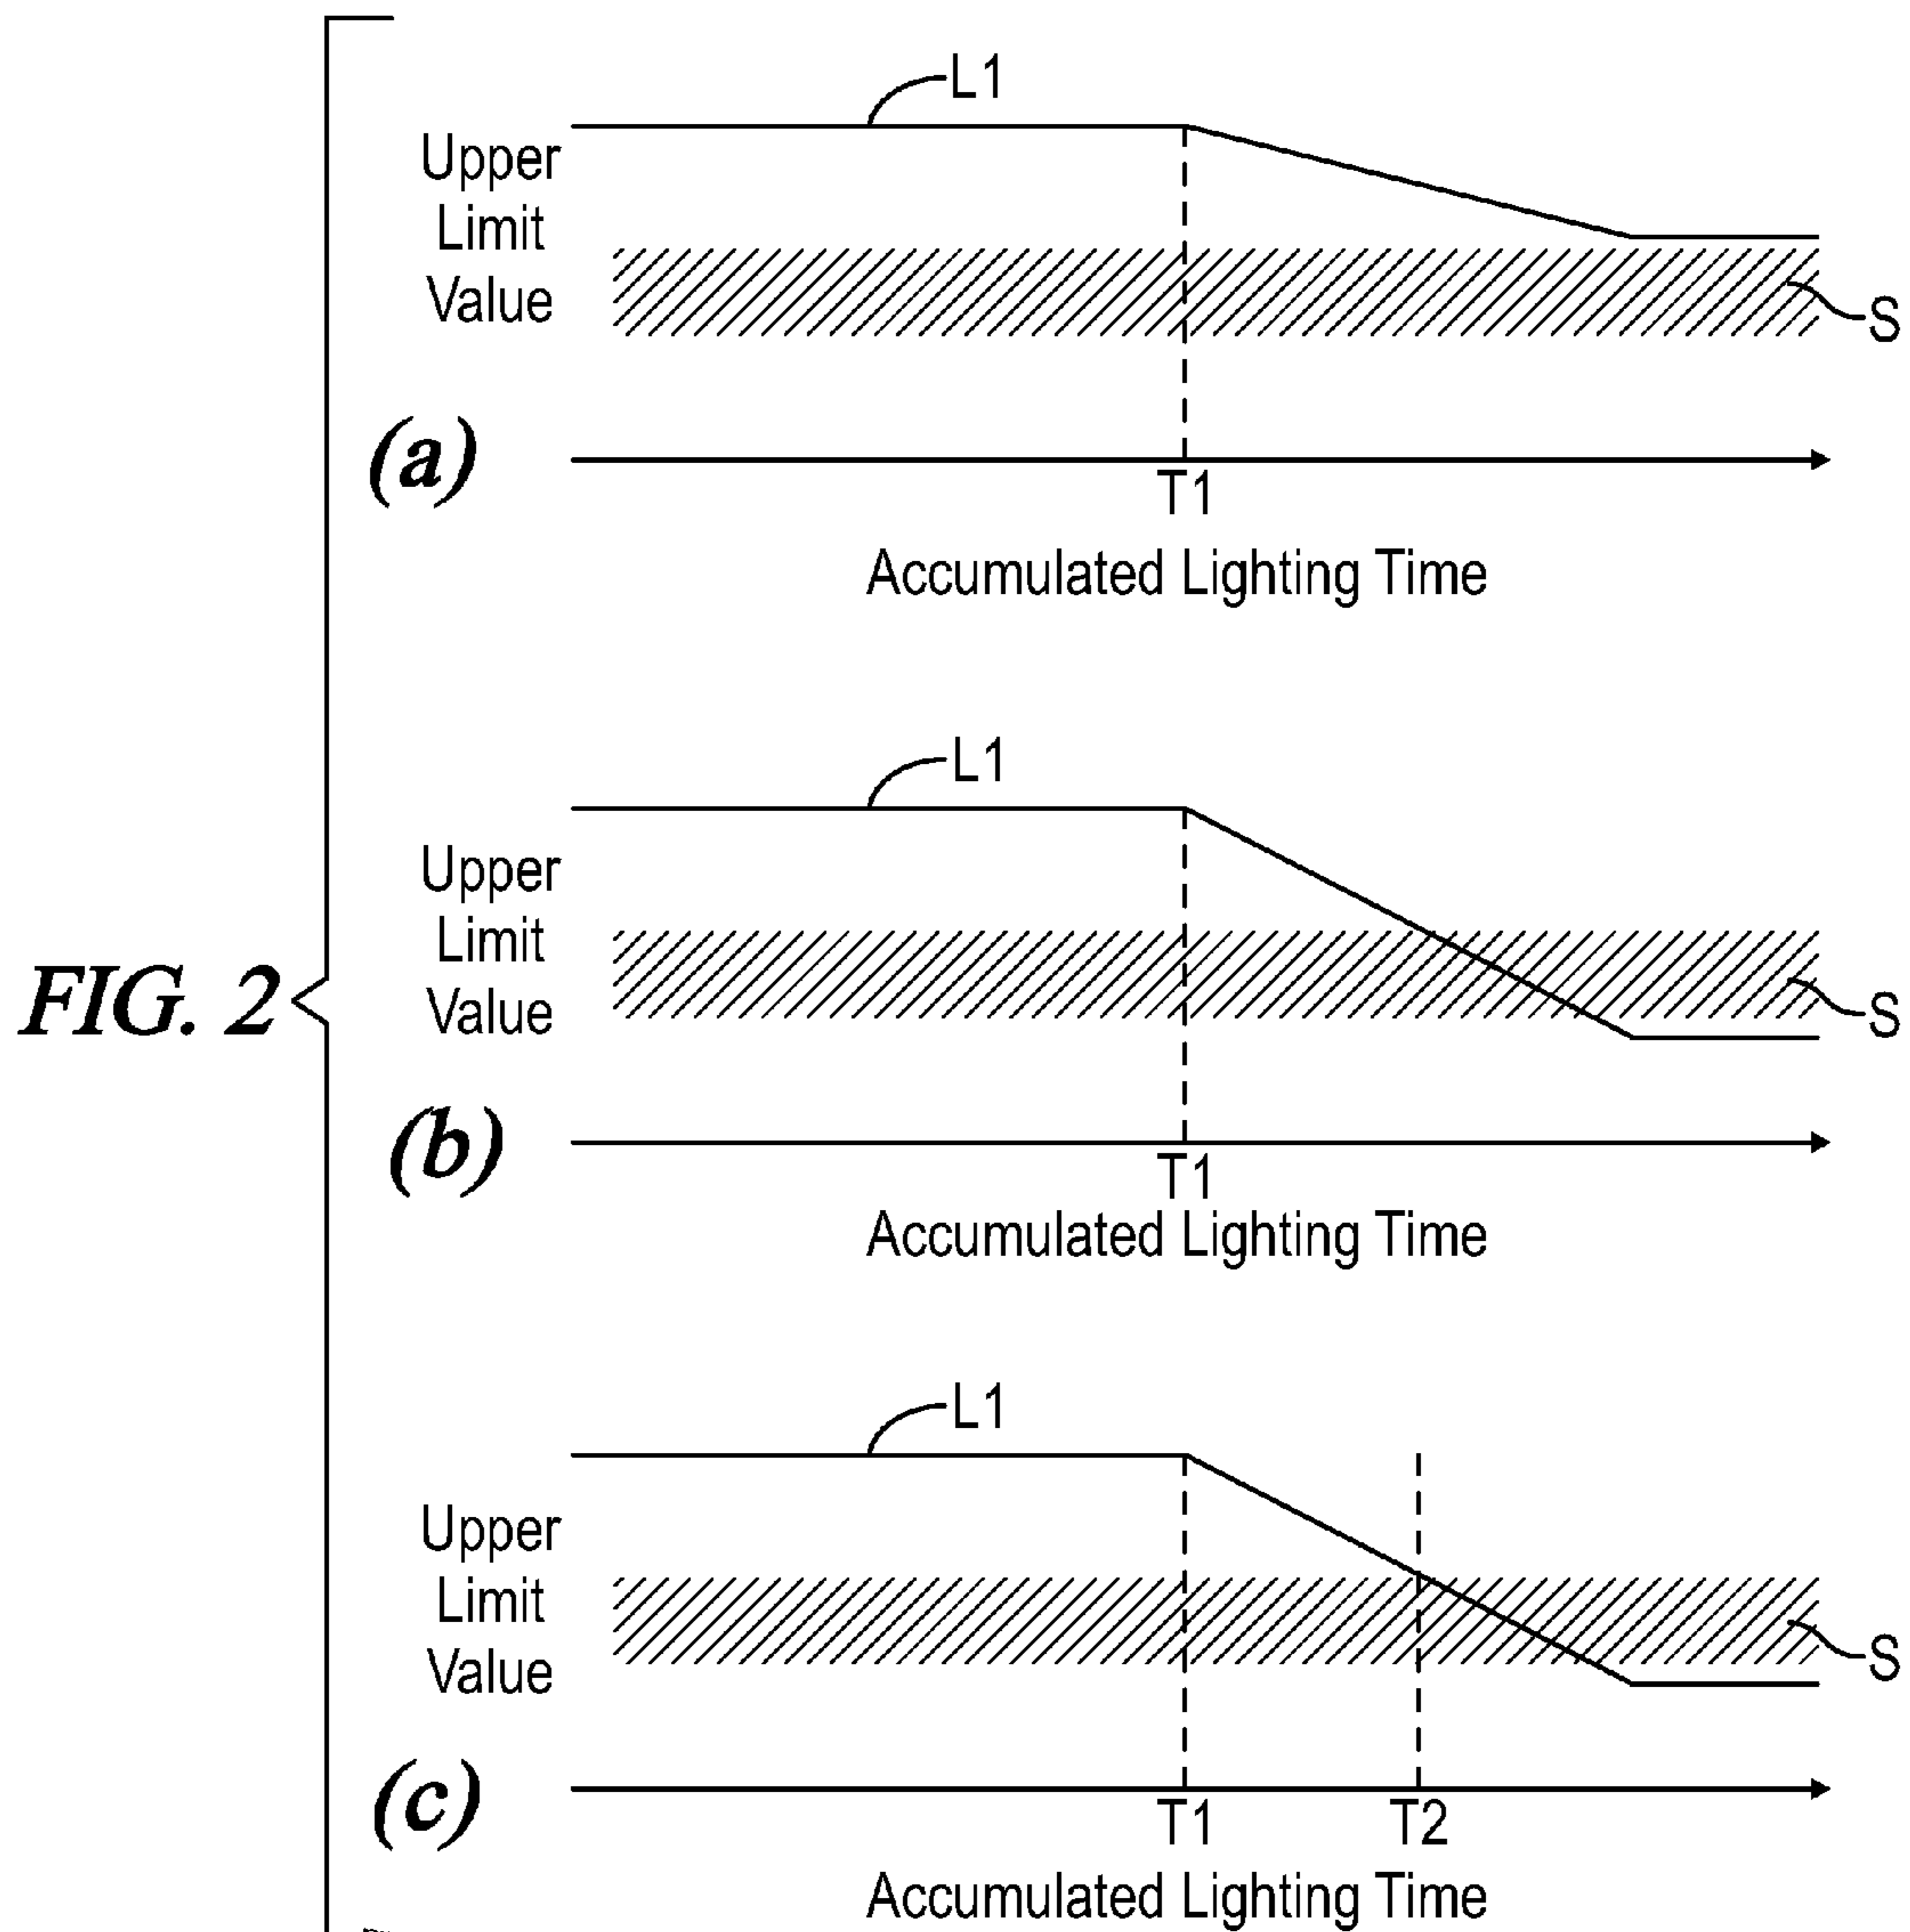 FIG. 2
L1
Upper
Limit
Value
S
(a)
T1
Accumulated Lighting Time
L1
Upper
Limit
Value
S
(b)
T1
Accumulated Lighting Time
L1
Upper
Limit
Value
S
(c)
T1 T2
Accumulated Lighting Time